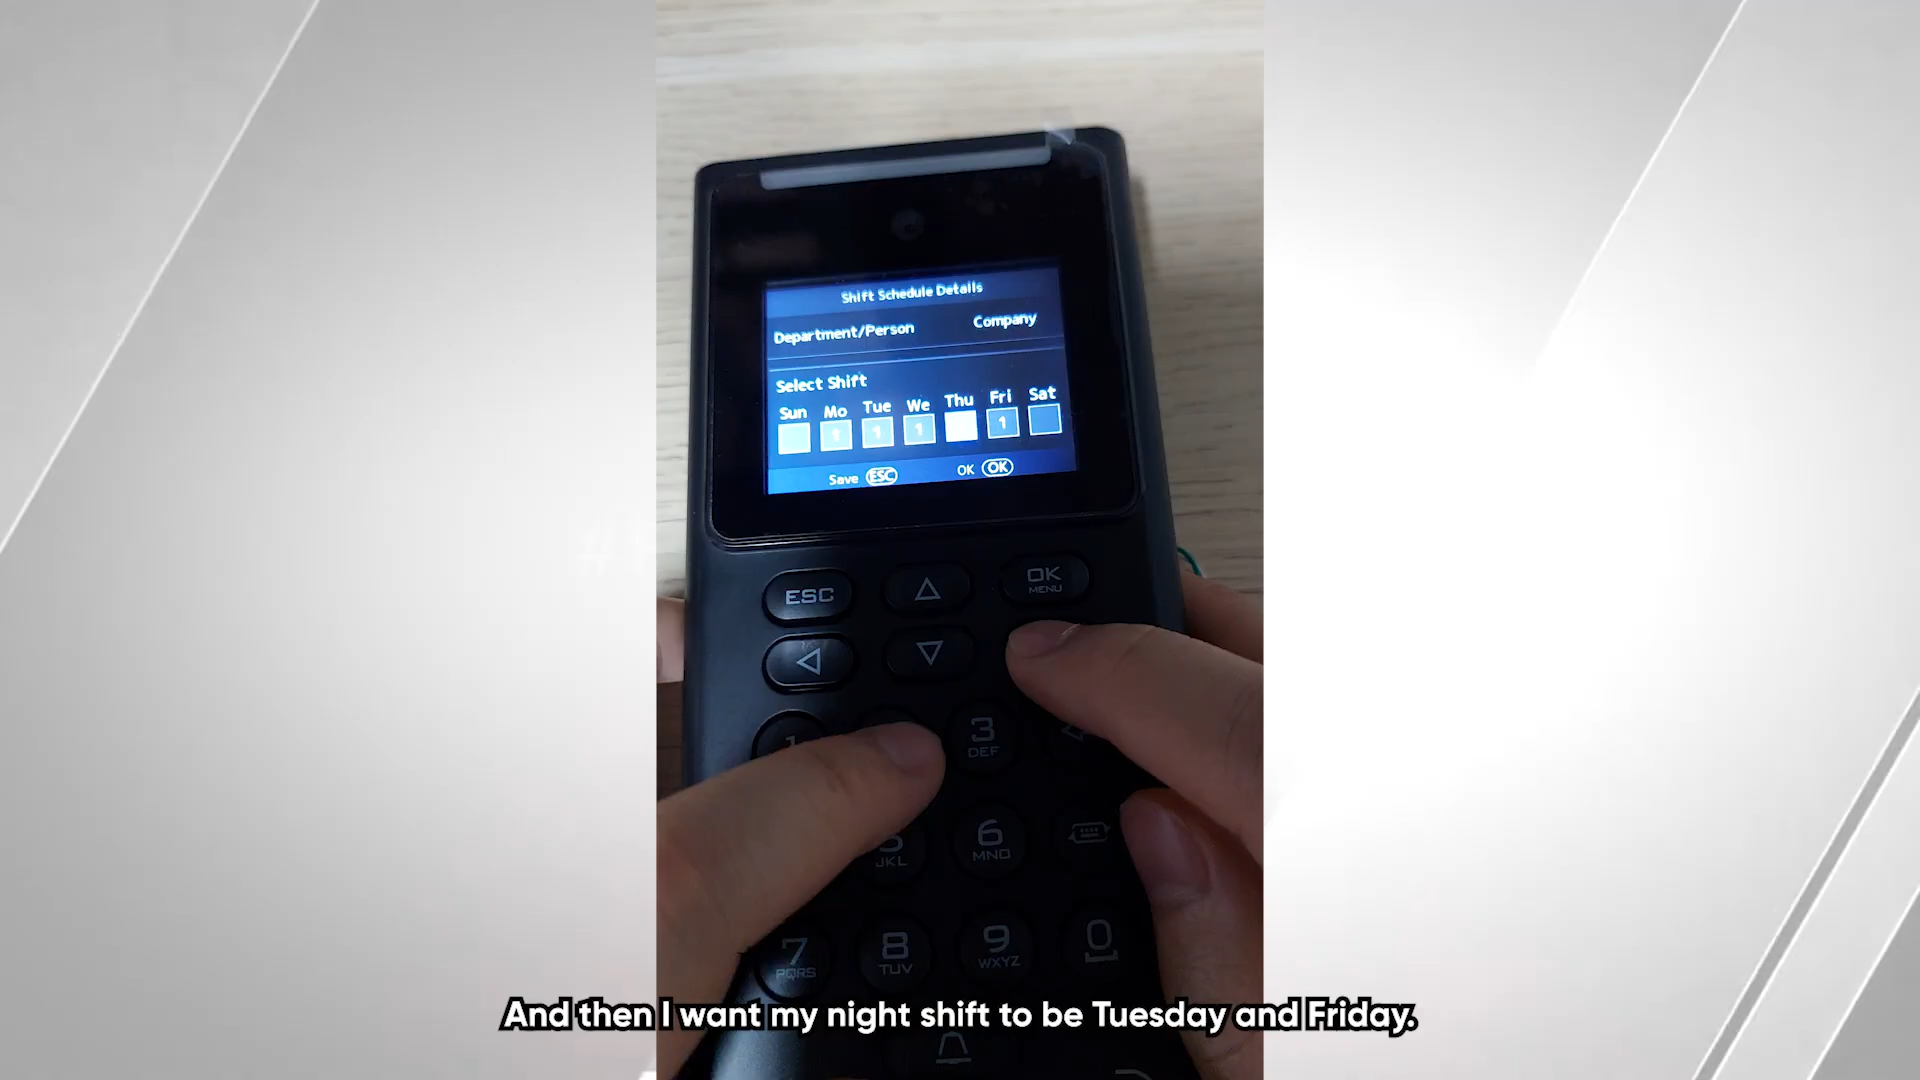 Shift Schedule Details
Department/Person Company
Select Shift
Sun Mo Tue We Thu Fri Sat
1 1 1 1
Save ESC OK OK
ESC OK
MENU
1 3
DEF
5 6
JKL MNO
7 8 9 0
PQRS TUV WXYZ
And then I want my night shift to be Tuesday and Friday.